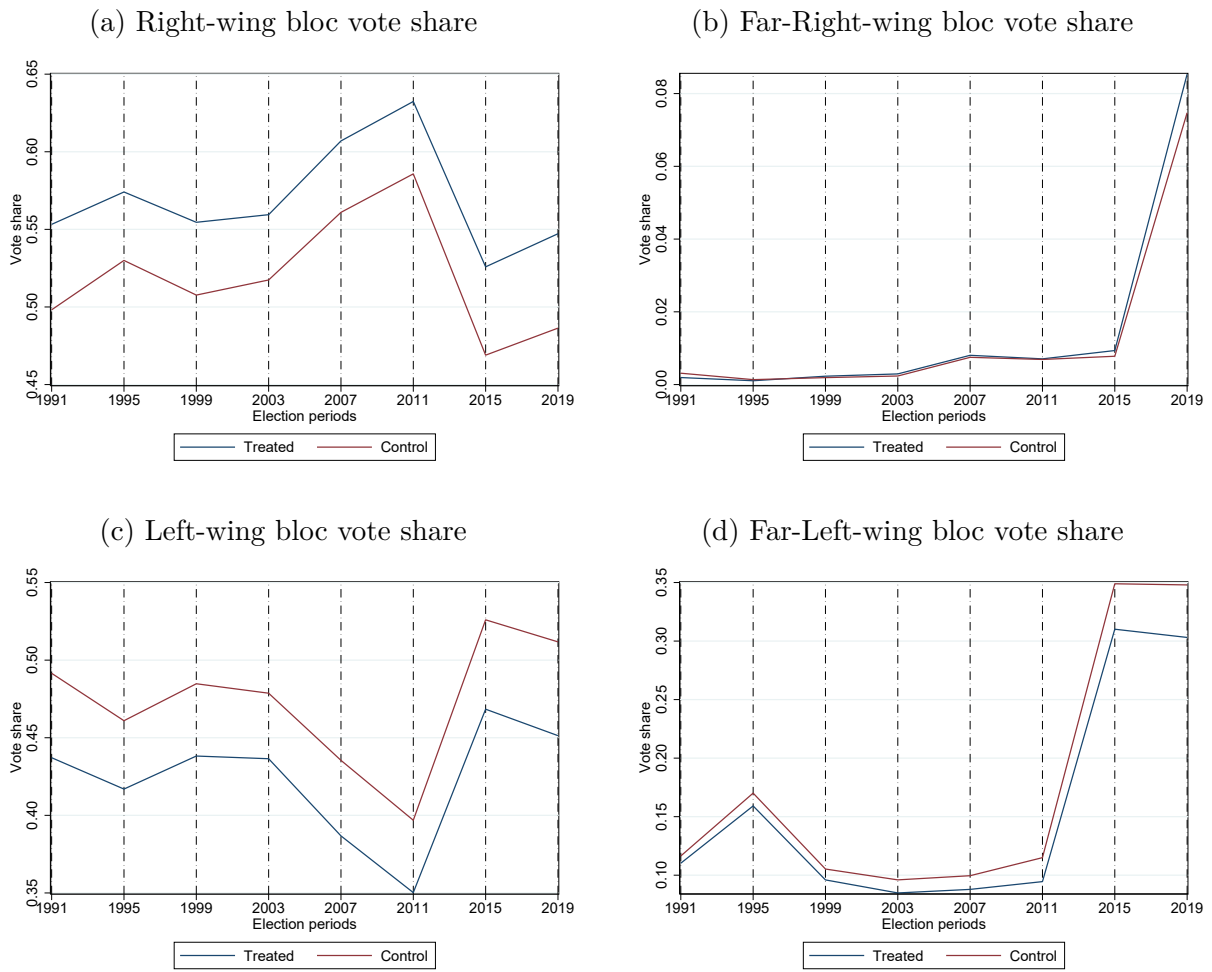 (a) Right-wing bloc vote share
0.65
0.60
0.55
0.50
0.45
Vote share
1991 1995 1999 2003 2007 2011 2015 2019
Election periods
Treated Control
(b) Far-Right-wing bloc vote share
0.08
0.06
0.04
0.02
0.00
Vote share
1991 1995 1999 2003 2007 2011 2015 2019
Election periods
Treated Control
(c) Left-wing bloc vote share
0.55
0.50
0.45
0.40
0.35
Vote share
1991 1995 1999 2003 2007 2011 2015 2019
Election periods
Treated Control
(d) Far-Left-wing bloc vote share
0.35
0.30
0.25
0.20
0.15
0.10
Vote share
1991 1995 1999 2003 2007 2011 2015 2019
Election periods
Treated Control